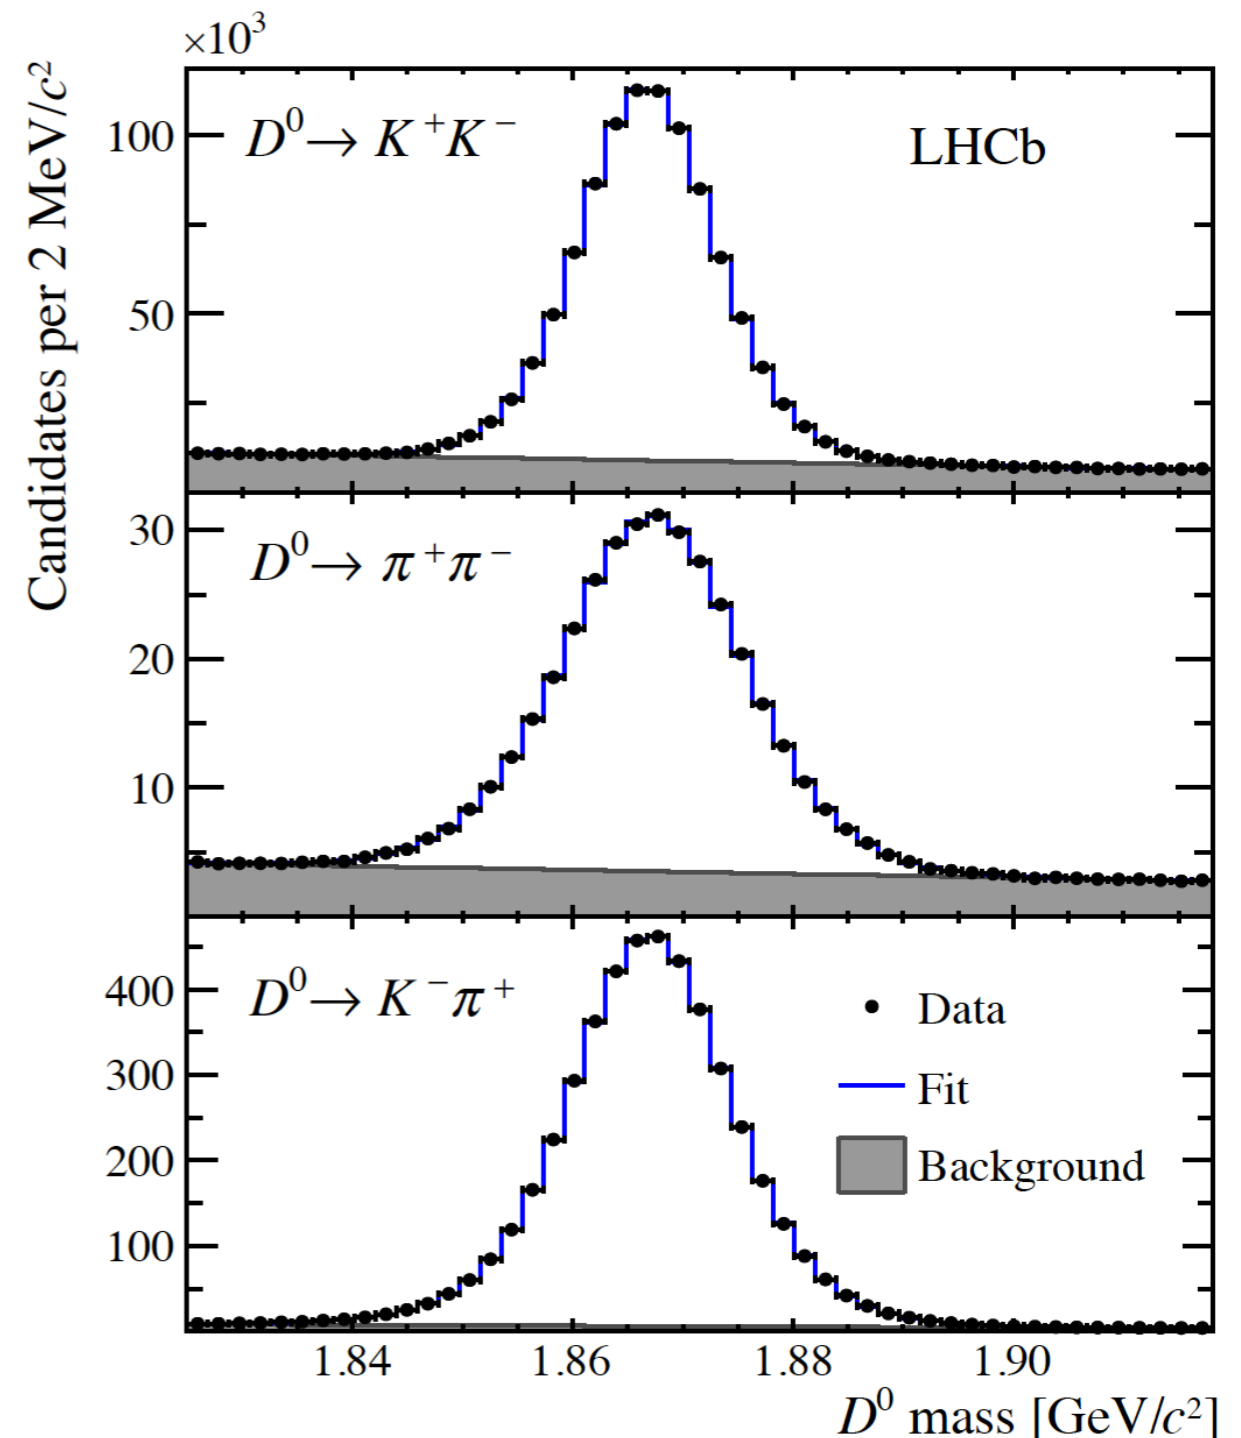 ×10³
Candidates per 2 MeV/c²
D⁰→ K⁺K⁻
LHCb
100
50
D⁰→ π⁺π⁻
30
20
10
D⁰→ K⁻π⁺
400
300
200
100
Data
Fit
Background
1.84 1.86 1.88 1.90
D⁰ mass [GeV/c²]